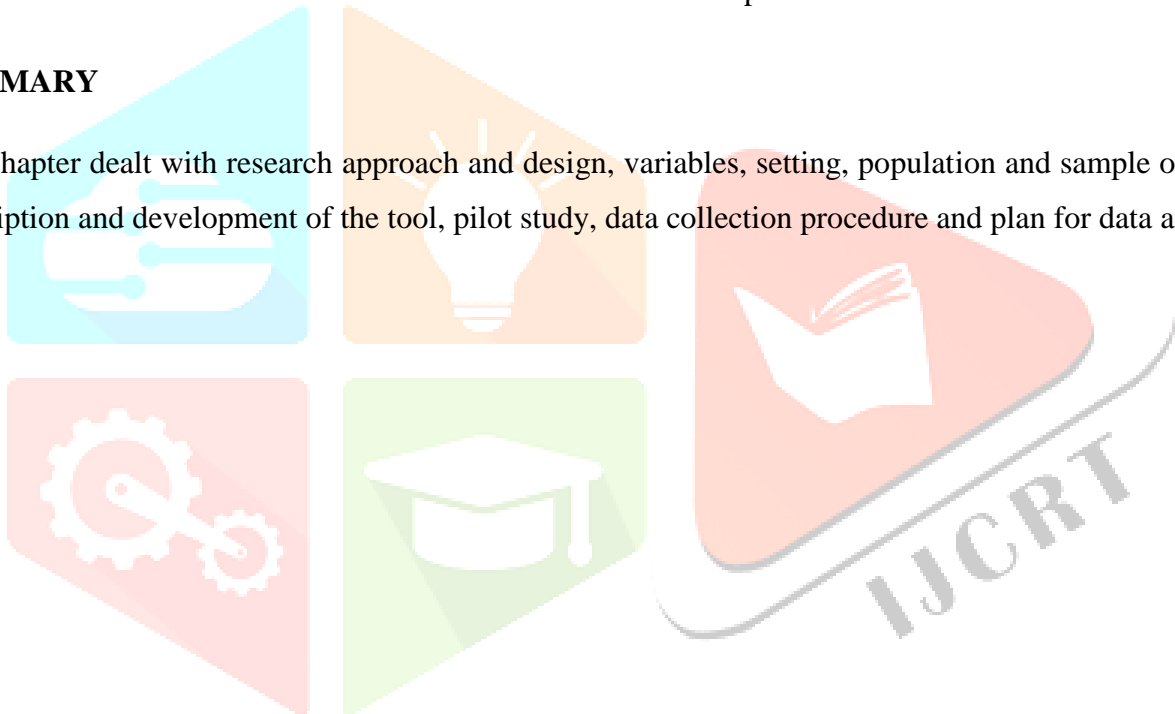 MARY
hapter dealt with research approach and design, variables, setting, population and sample o
iption and development of the tool, pilot study, data collection procedure and plan for data a
IJCRT